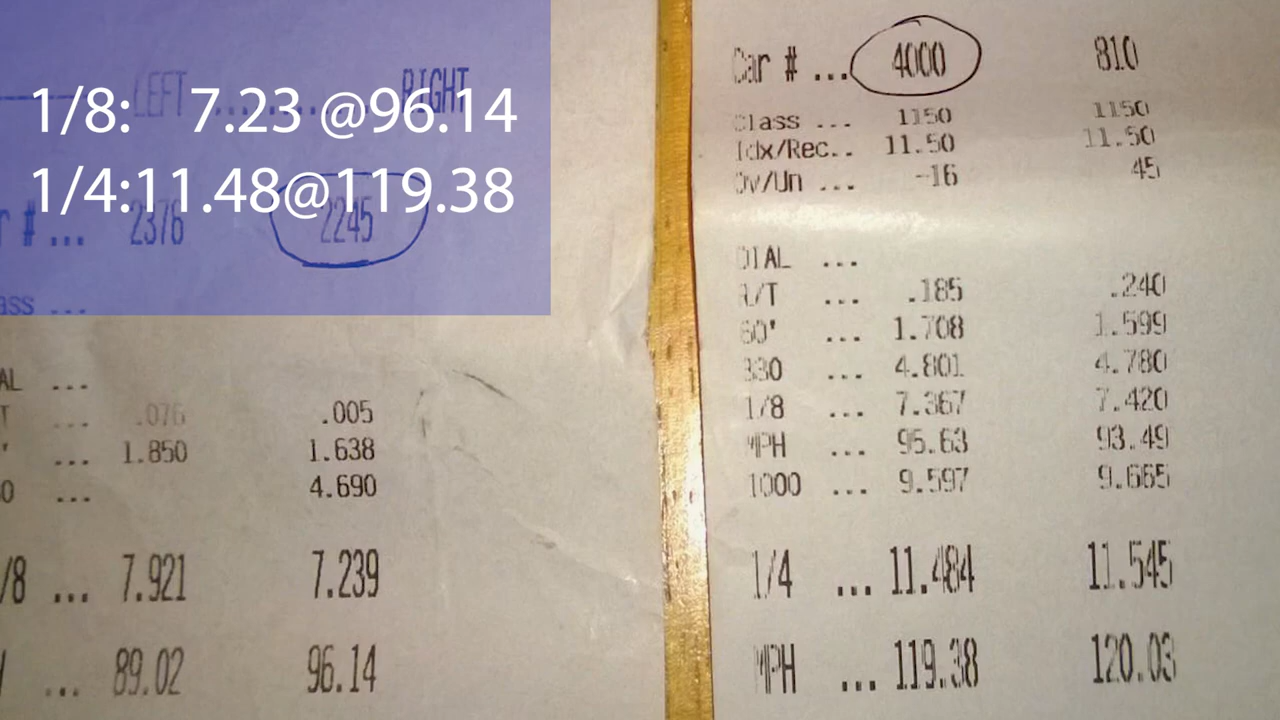 1/8: 7.23 @96.14
1/4:11.48@119.38
LEFT ........ RIGHT
# ... 2376 2245
ass ...
AL ...
T ... .076 .005
' ... 1.850 1.638
0 ... 4.690
/8 ... 7.921 7.239
... 89.02 96.14
Car # ... 4000 810
Class ... 1150 1150
Idx/Rec.. 11.50 11.50
Ov/Un ... -16 45
DIAL ...
R/T ... .185 .240
60' ... 1.708 1.599
330 ... 4.801 4.780
1/8 ... 7.367 7.420
MPH ... 95.63 93.49
1000 ... 9.597 9.665
1/4 ... 11.484 11.545
MPH ... 119.38 120.03